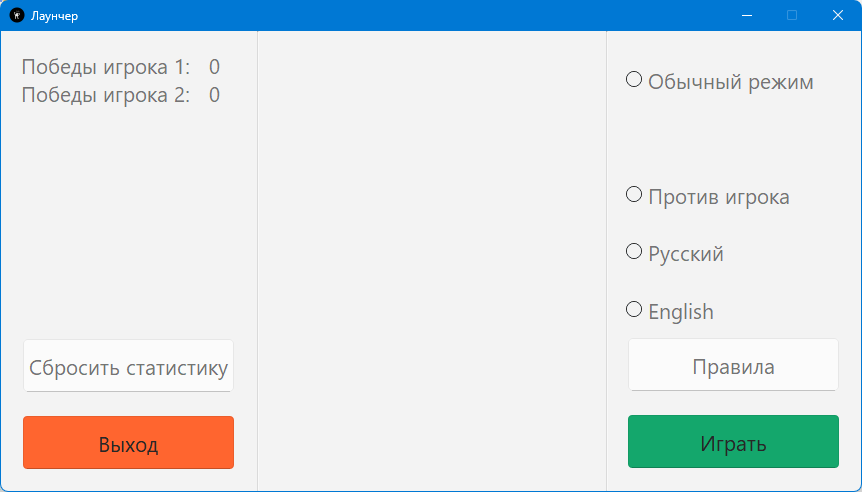 Лаунчер
Победы игрока 1: 0
Победы игрока 2: 0
Сбросить статистику
Выход
Обычный режим
Против игрока
Русский
English
Правила
Играть